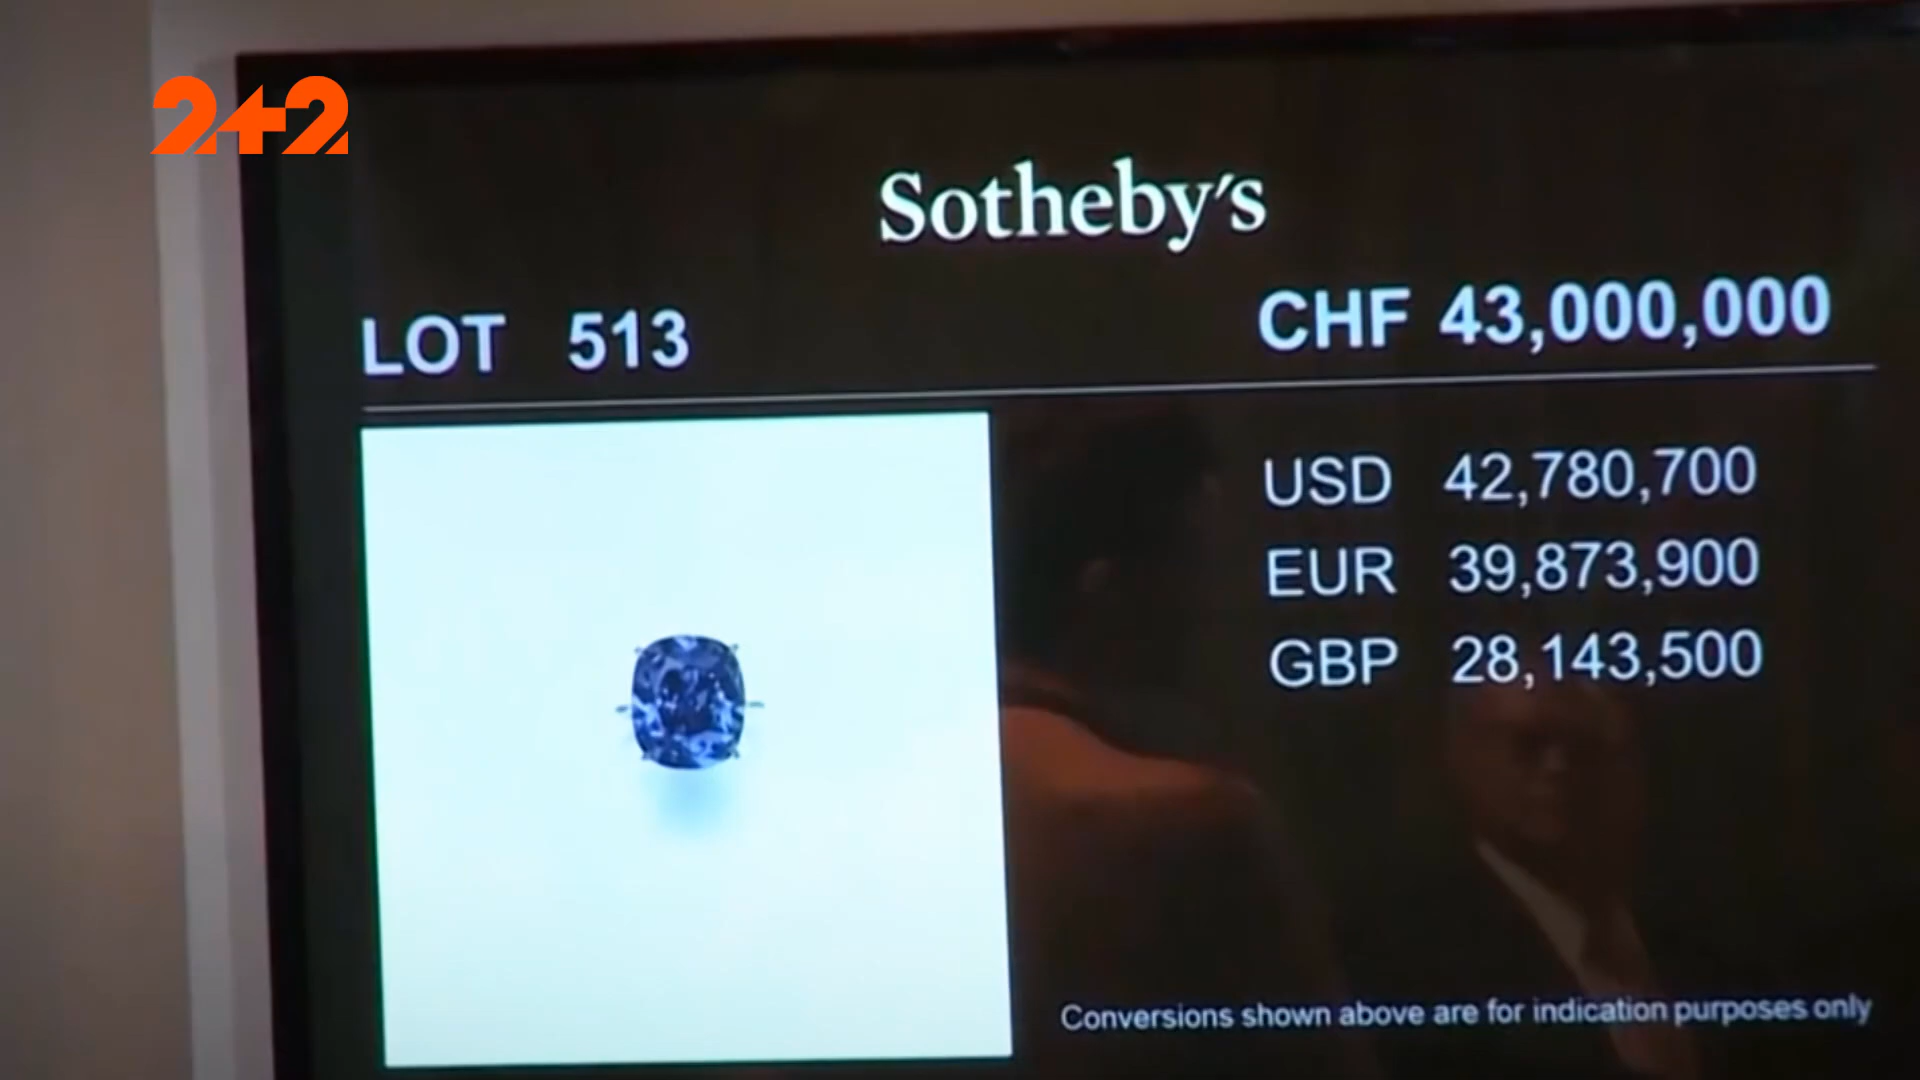 2+2
Sotheby's
LOT 513
CHF 43,000,000
USD 42,780,700
EUR 39,873,900
GBP 28,143,500
Conversions shown above are for indication purposes only